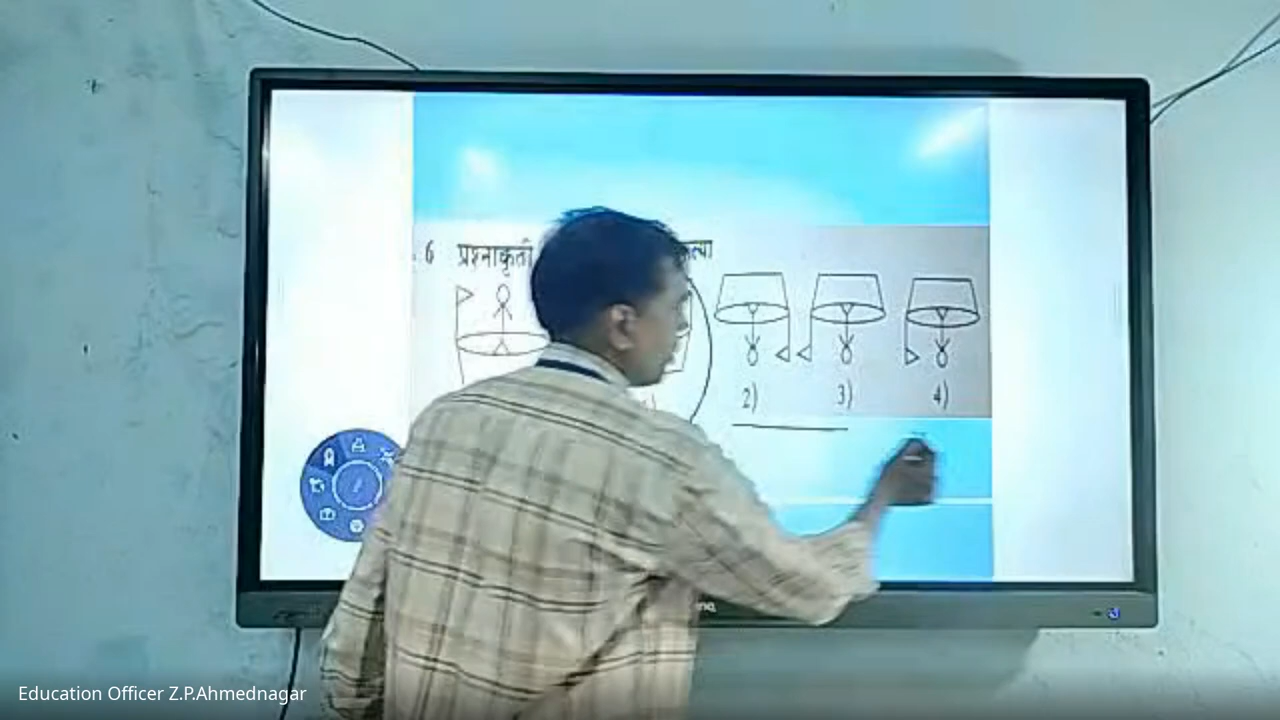 6 प्रश्नाकृती
2) 3) 4)
Education Officer Z.P.Ahmednagar